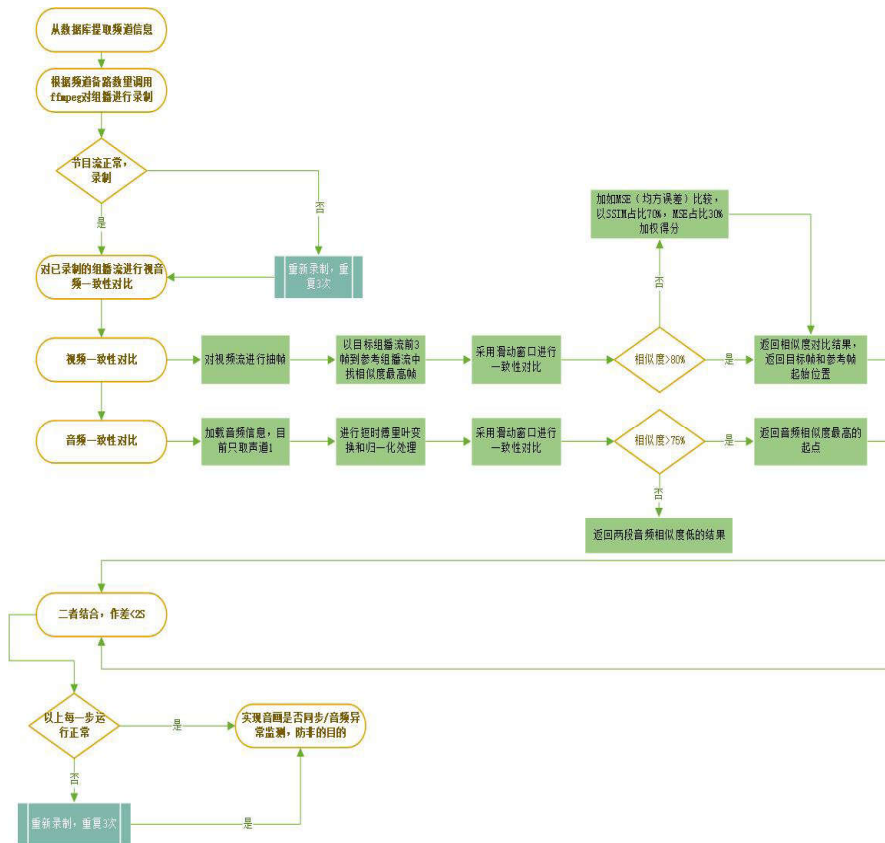 从数据库提取频道信息
根据频道备路数里调用
ffmpeg对组播进行录制
节目流正常，
录制
否
是
加如MSE（均方误差）比较，
以SSIM占比70%，MSE占比30%
加权得分
对已录制的组播流进行视音
频一致性对比
重新录制，重
复3次
否
视频一致性对比
对视频流进行抽帧
以目标组播流前3
帧到参考组播流中
找相似度最高帧
采用滑动窗口进行
一致性对比
相似度>80%
是
返回相似度对比结果，
返回目标帧和参考帧
起始位置
音频一致性对比
加载音频信息，目
前只取声道1
进行短时傅里叶变
换和归一化处理
采用滑动窗口进行
一致性对比
相似度>75%
是
返回音频相似度最高的
起点
否
返回两段音频相似度低的结果
二者结合，作差<2S
以上每一步运
行正常
是
实现音画是否同步/音频异
常监测，防非的目的
否
重新录制，重复3次
是